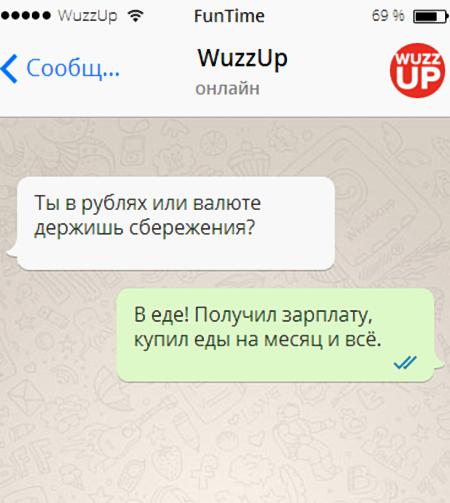 WuzzUp FunTime 69 %
Сообщ... WuzzUp
онлайн
WUZZ
UP
Ты в рублях или валюте
держишь сбережения?
В еде! Получил зарплату,
купил еды на месяц и всё.